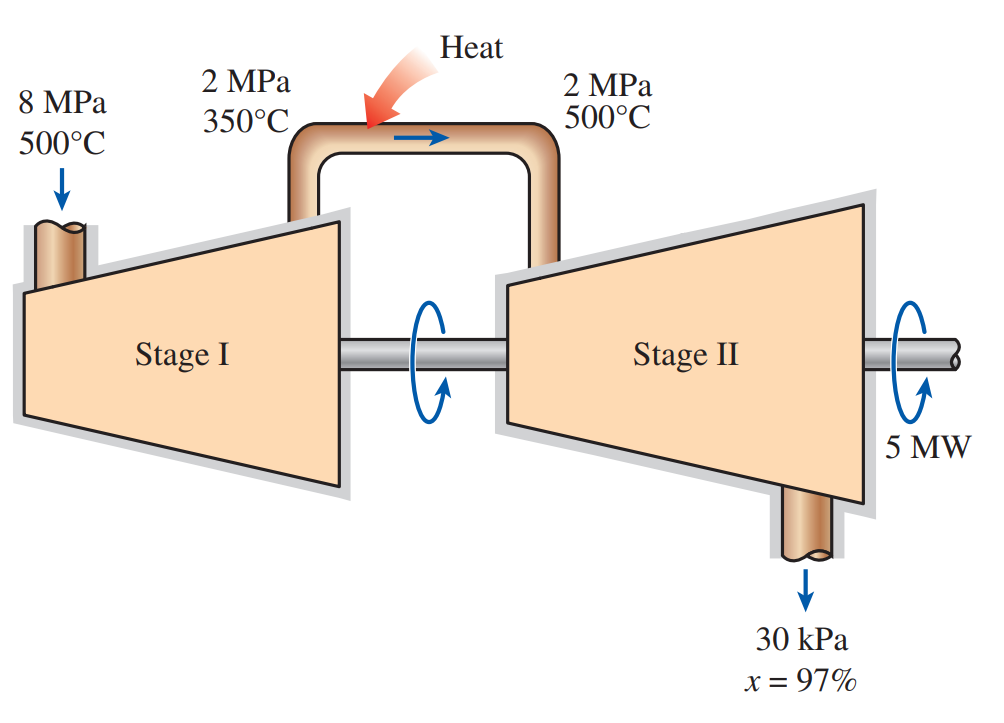 Heat
8 MPa
500°C
2 MPa
350°C
2 MPa
500°C
Stage I
Stage II
5 MW
30 kPa
x = 97%